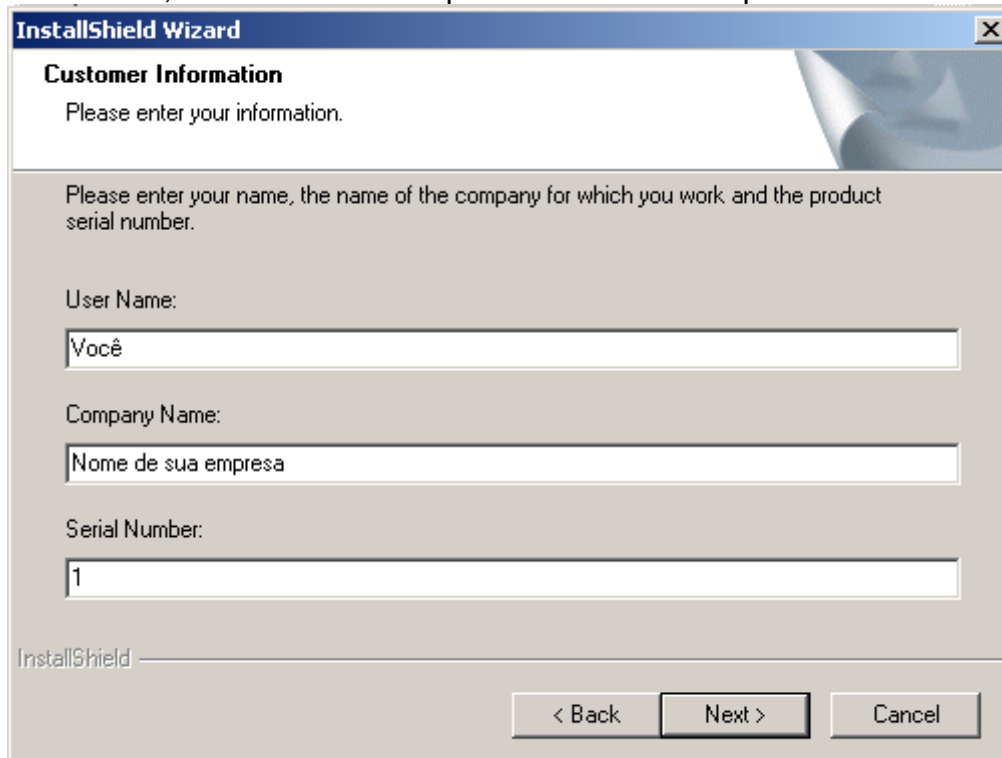 InstallShield Wizard
Customer Information
Please enter your information.
Please enter your name, the name of the company for which you work and the product
serial number.
User Name:
Você
Company Name:
Nome de sua empresa
Serial Number:
1
InstallShield
< Back Next > Cancel